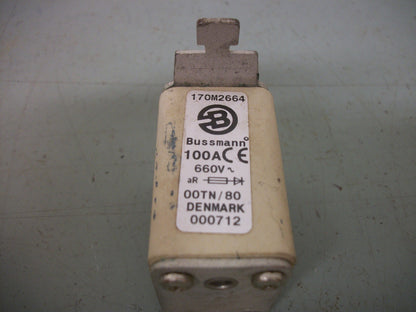 170M2664
B
Bussmann®
100A CE
660V~
aR
00TN/80
DENMARK
000712